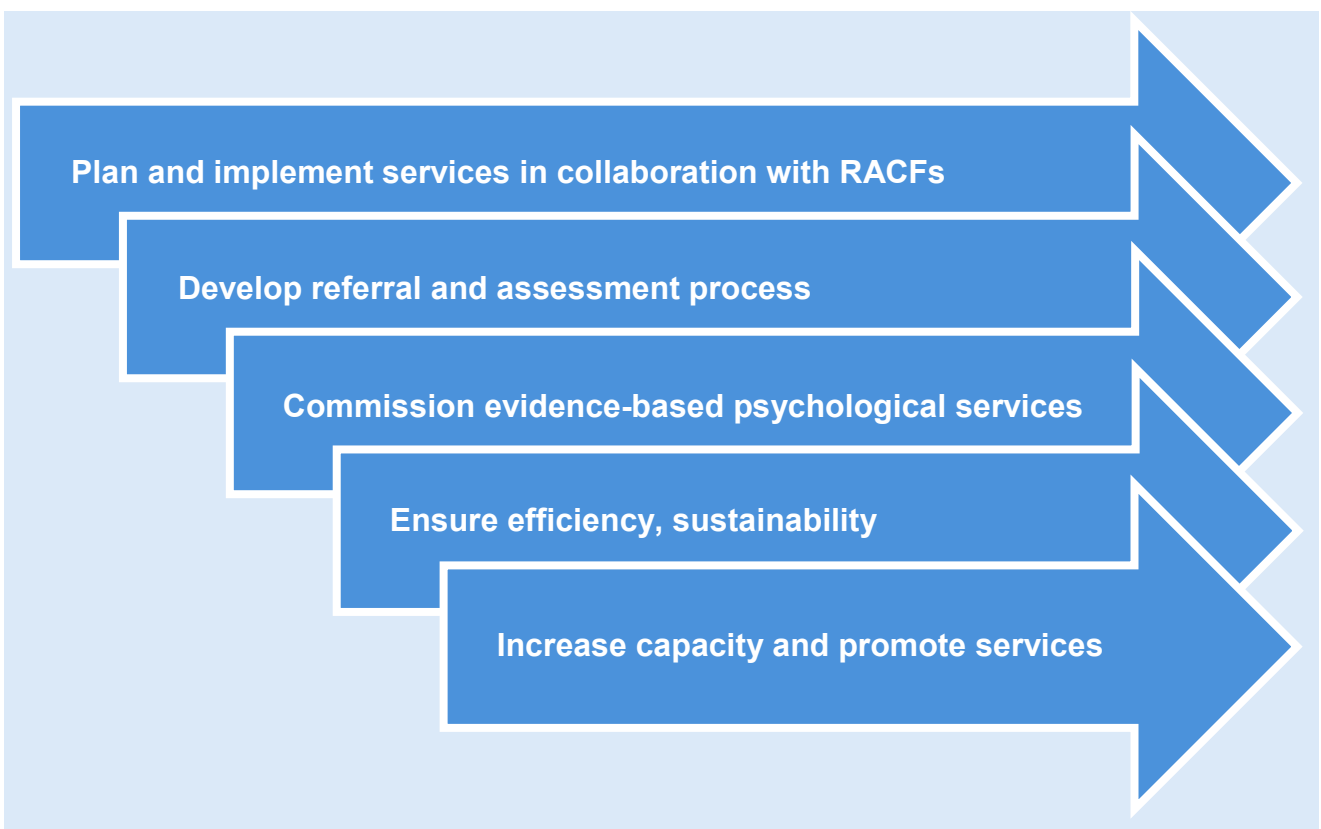 Plan and implement services in collaboration with RACFs
Develop referral and assessment process
Commission evidence-based psychological services
Ensure efficiency, sustainability
Increase capacity and promote services